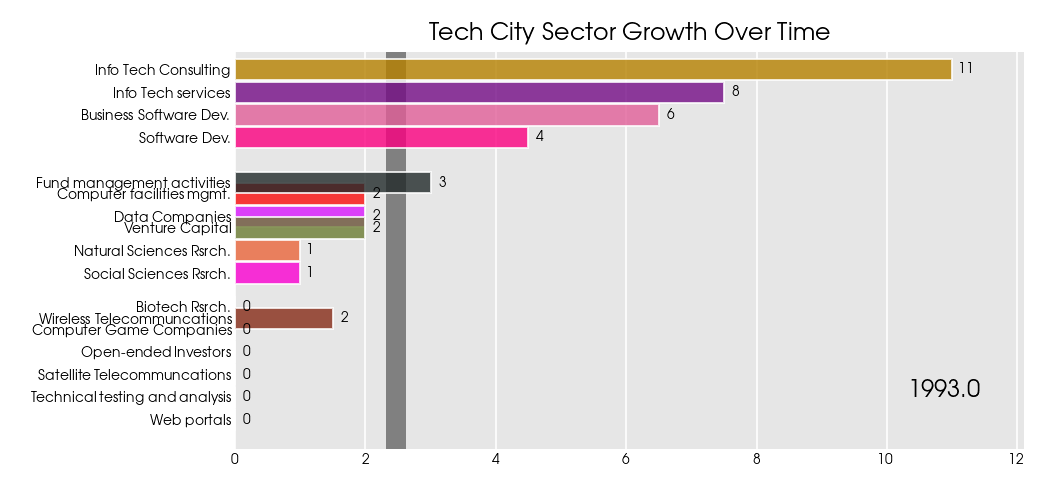 Tech City Sector Growth Over Time
Info Tech Consulting 11
Info Tech services 8
Business Software Dev. 6
Software Dev. 4
Fund management activities 3
Computer facilities mgmt. 2
Data Companies 2
Venture Capital 2
Natural Sciences Rsrch. 1
Social Sciences Rsrch. 1
Biotech Rsrch. 0
Wireless Telecommuncations 2
Computer Game Companies 0
Open-ended Investors 0
Satellite Telecommuncations 0
Technical testing and analysis 0
Web portals 0
1993.0
0 2 4 6 8 10 12